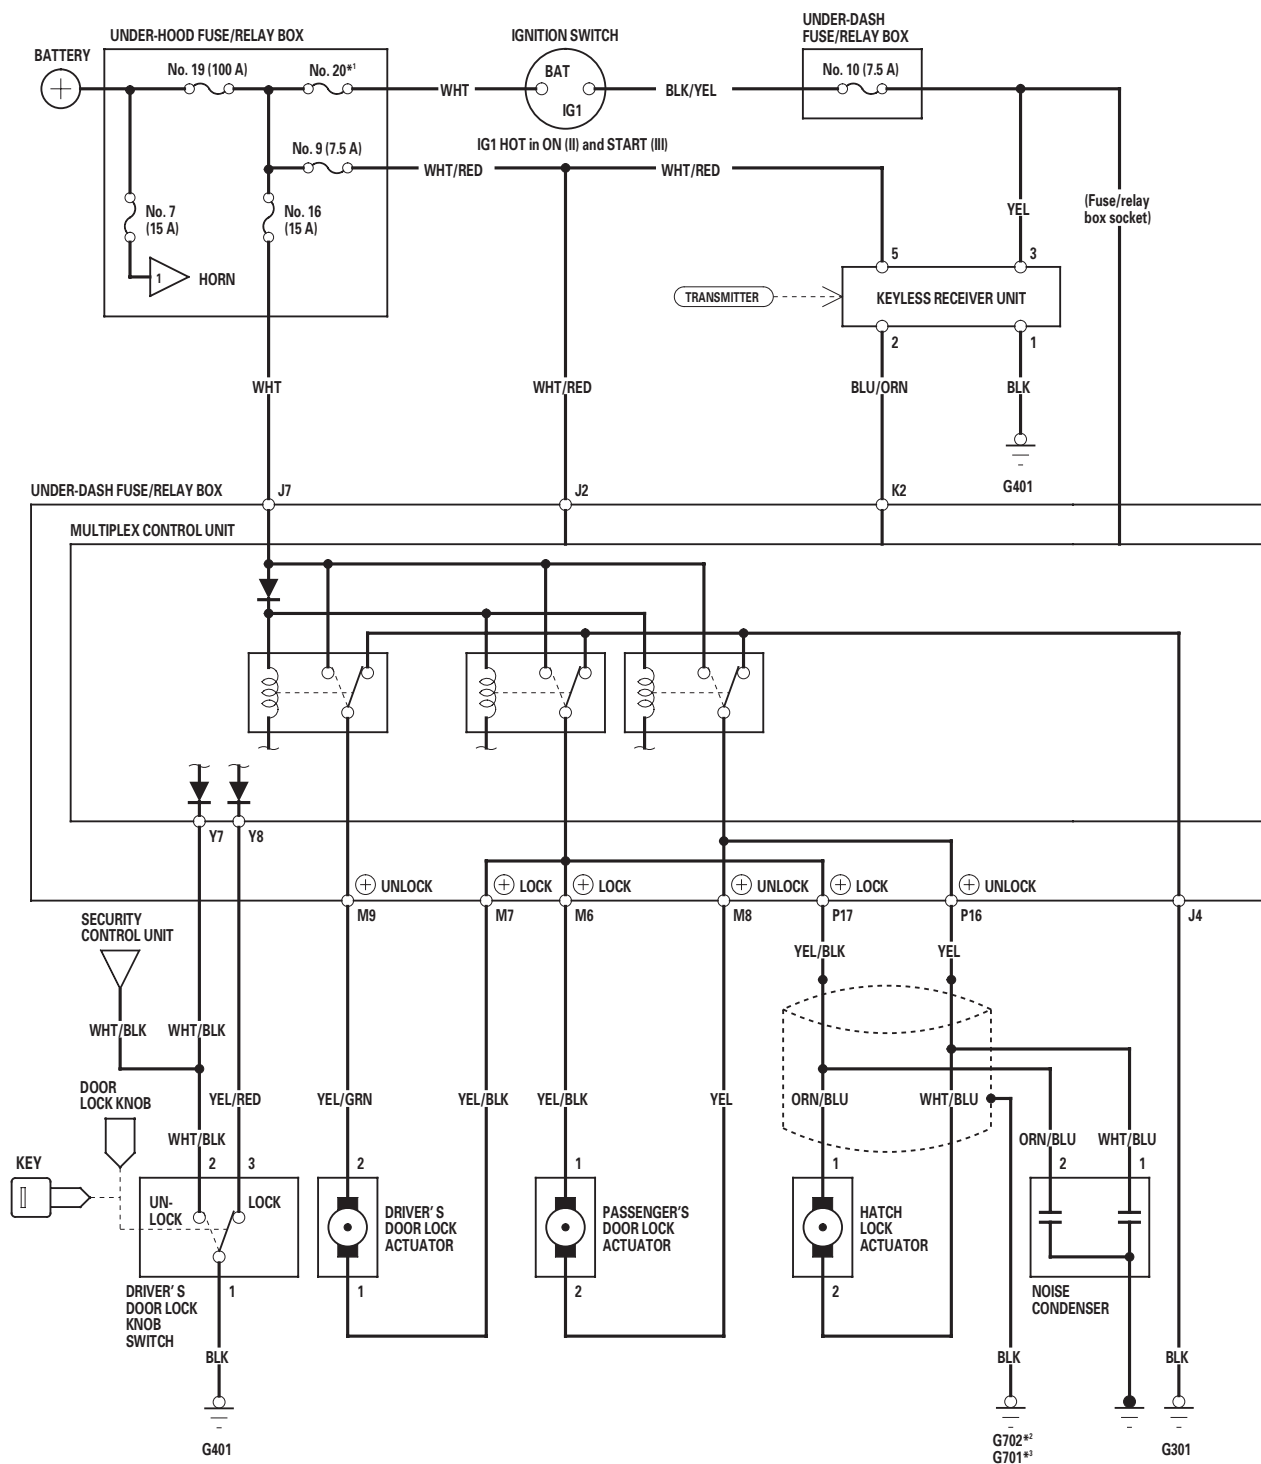 UNDER-DASH
FUSE/RELAY BOX
UNDER-HOOD FUSE/RELAY BOX
IGNITION SWITCH
BATTERY
No. 19 (100 A)
No. 20*1
BAT
No. 10 (7.5 A)
WHT
BLK/YEL
IG1
IG1 HOT in ON (II) and START (III)
No. 9 (7.5 A)
WHT/RED
WHT/RED
No. 7
(15 A)
No. 16
(15 A)
YEL
(Fuse/relay
box socket)
1
HORN
5
3
TRANSMITTER
KEYLESS RECEIVER UNIT
2
1
WHT
WHT/RED
BLU/ORN
BLK
G401
UNDER-DASH FUSE/RELAY BOX
J7
J2
K2
MULTIPLEX CONTROL UNIT
Y7
Y8
UNLOCK
LOCK
LOCK
UNLOCK
LOCK
UNLOCK
M9
M7
M6
M8
P17
P16
J4
SECURITY
CONTROL UNIT
YEL/BLK
YEL
WHT/BLK
WHT/BLK
DOOR
LOCK KNOB
YEL/RED
YEL/GRN
YEL/BLK
YEL/BLK
YEL
ORN/BLU
WHT/BLU
WHT/BLK
ORN/BLU
WHT/BLU
KEY
2
3
2
1
1
2
1
UN-
LOCK
LOCK
DRIVER'S
DOOR LOCK
ACTUATOR
PASSENGER'S
DOOR LOCK
ACTUATOR
HATCH
LOCK
ACTUATOR
1
1
2
2
DRIVER'S
DOOR LOCK
KNOB
SWITCH
NOISE
CONDENSER
BLK
BLK
BLK
G401
G702*2
G701*3
G301